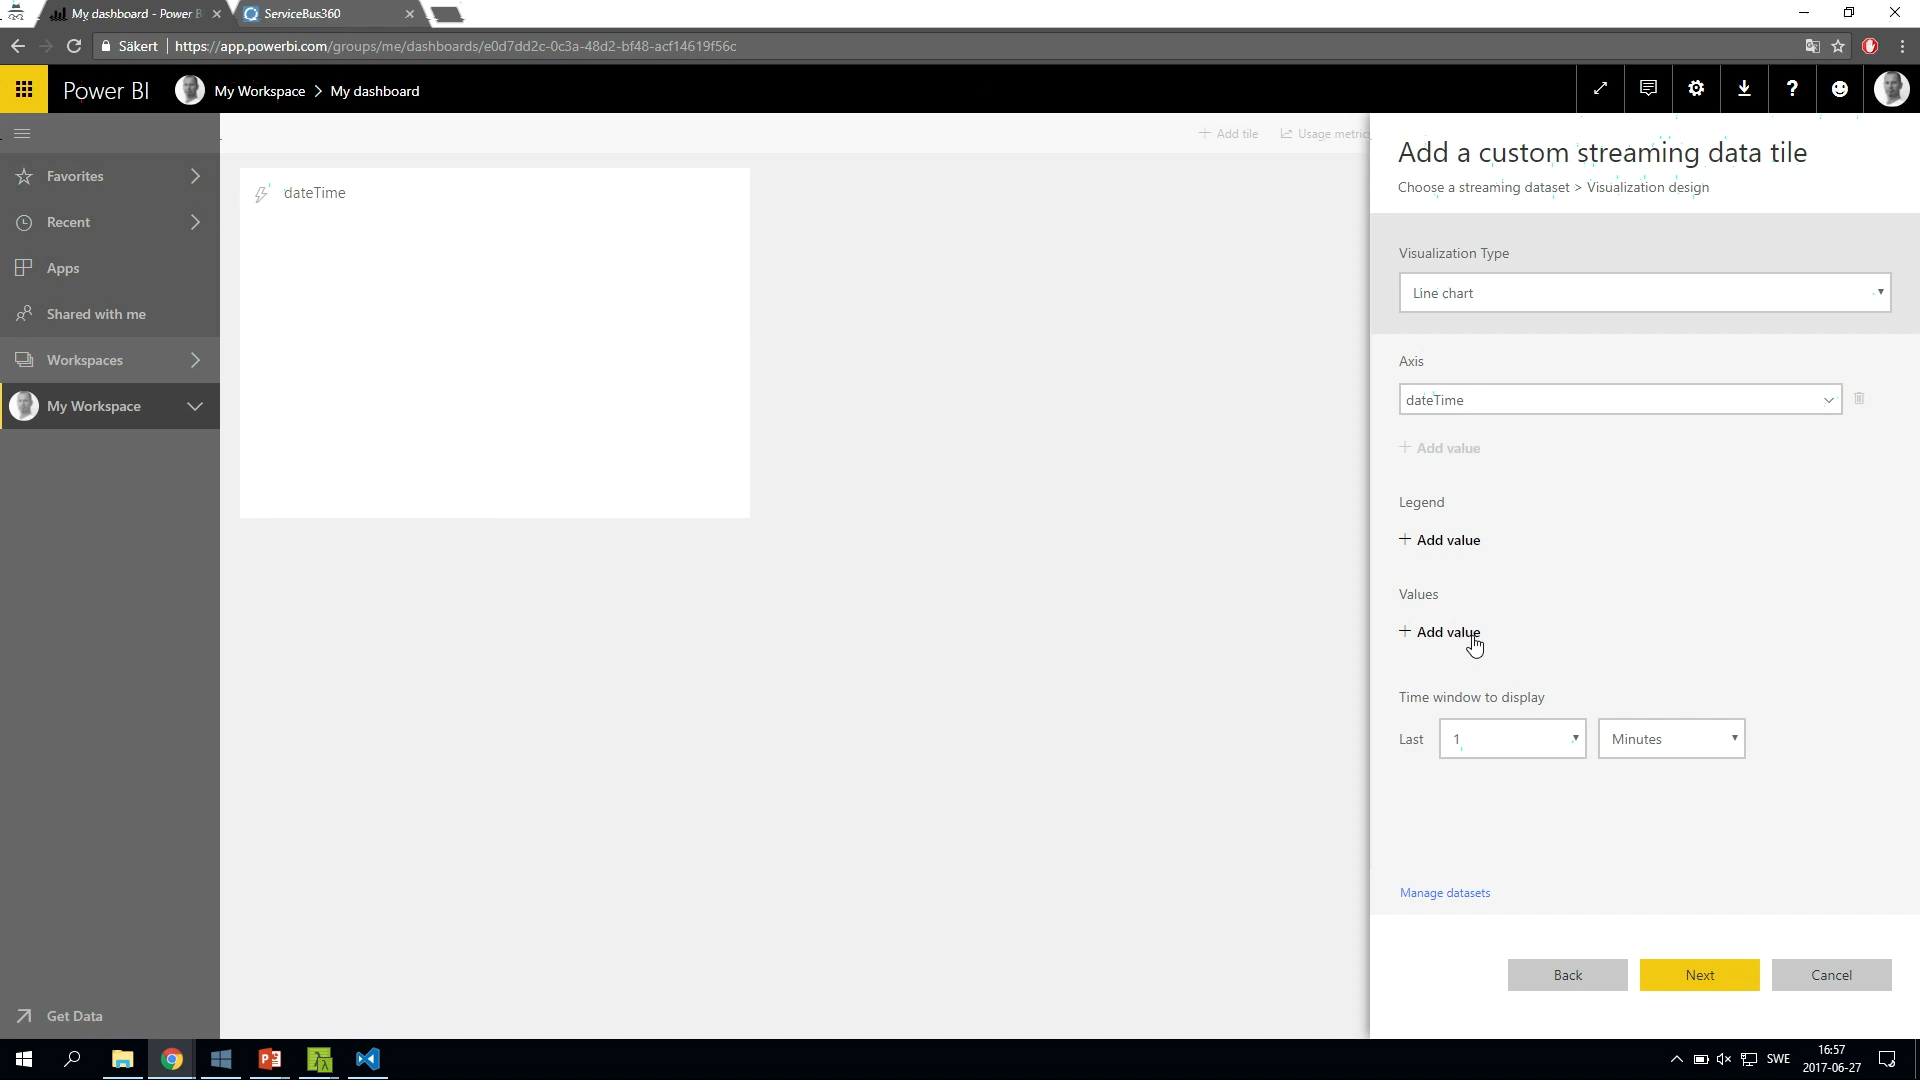 My dashboard - Power B
ServiceBus360
Säkert https://app.powerbi.com/groups/me/dashboards/e0d7dd2c-0c3a-48d2-bf48-acf14619f56c
Power BI My Workspace > My dashboard
Add tile Usage metric
Favorites
Recent
Apps
Shared with me
Workspaces
My Workspace
Get Data
dateTime
Add a custom streaming data tile
Choose a streaming dataset > Visualization design
Visualization Type
Line chart
Axis
dateTime
+ Add value
Legend
+ Add value
Values
+ Add value
Time window to display
Last 1 Minutes
Manage datasets
Back Next Cancel
SWE
16:57
2017-06-27